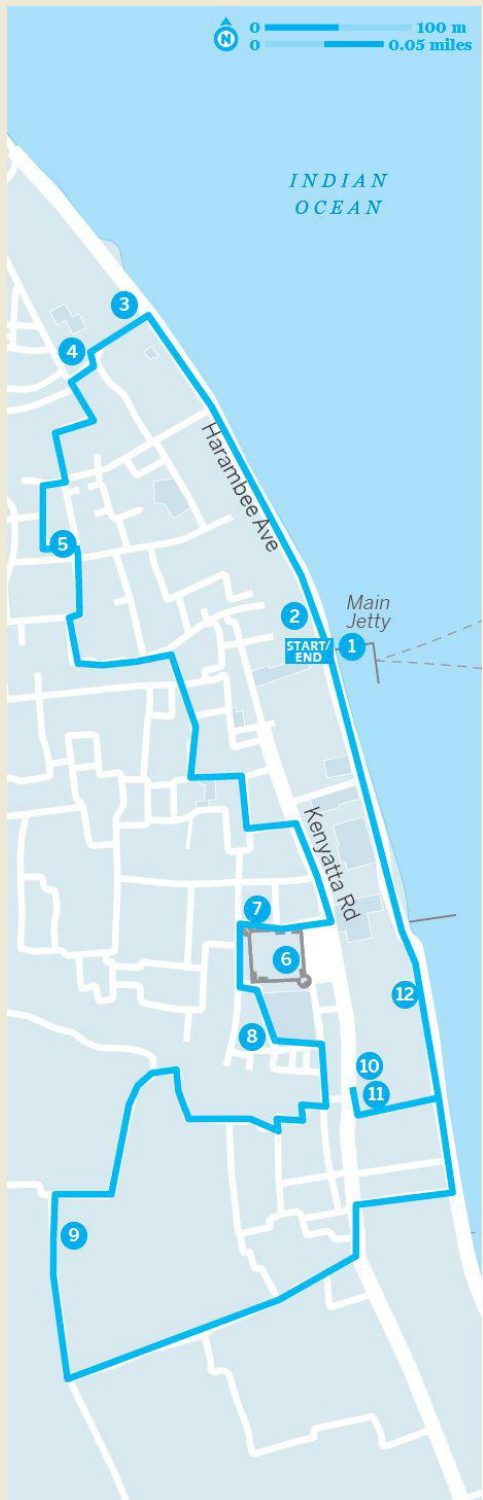 0 100 m
N
0 0.05 miles
INDIAN
OCEAN
3
4
Harambee Ave
5
2
Main
Jetty
START/
END
1
Kenyatta Rd
7
6
12
8
10
11
9